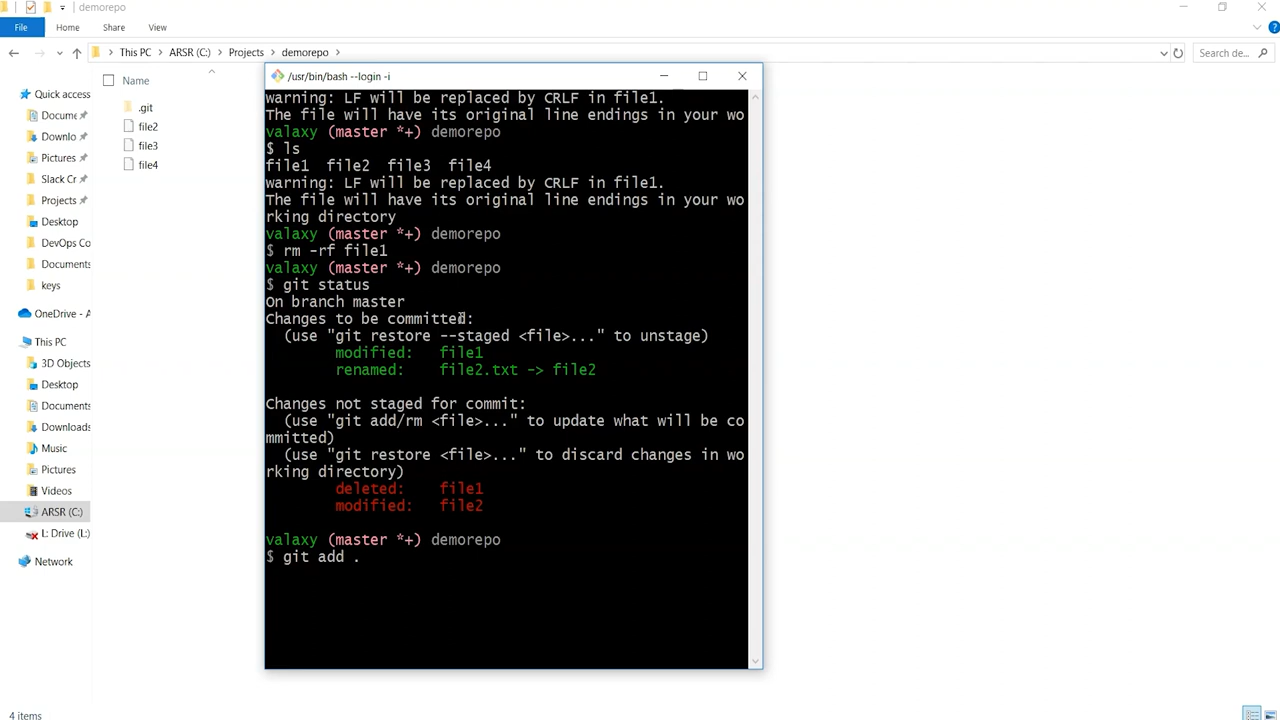 demorepo
File Home Share View
This PC ARSR (C:) Projects demorepo
Search de...
Name
.git
file2
file3
file4
Quick access
Docume
Downlo
Pictures
Slack Cr
Projects
Desktop
DevOps Co
Documents
keys
OneDrive - A
This PC
3D Objects
Desktop
Documents
Downloads
Music
Pictures
Videos
ARSR (C:)
L: Drive (L:)
Network
4 items
/usr/bin/bash --login -i
warning: LF will be replaced by CRLF in file1.
The file will have its original line endings in your wo
valaxy (master *+) demorepo
$ ls
file1 file2 file3 file4
warning: LF will be replaced by CRLF in file1.
The file will have its original line endings in your wo
rking directory
valaxy (master *+) demorepo
$ rm -rf file1
valaxy (master *+) demorepo
$ git status
On branch master
Changes to be committed:
(use "git restore --staged <file>..." to unstage)
modified: file1
renamed: file2.txt -> file2
Changes not staged for commit:
(use "git add/rm <file>..." to update what will be co
mmitted)
(use "git restore <file>..." to discard changes in wo
rking directory)
deleted: file1
modified: file2
valaxy (master *+) demorepo
$ git add .